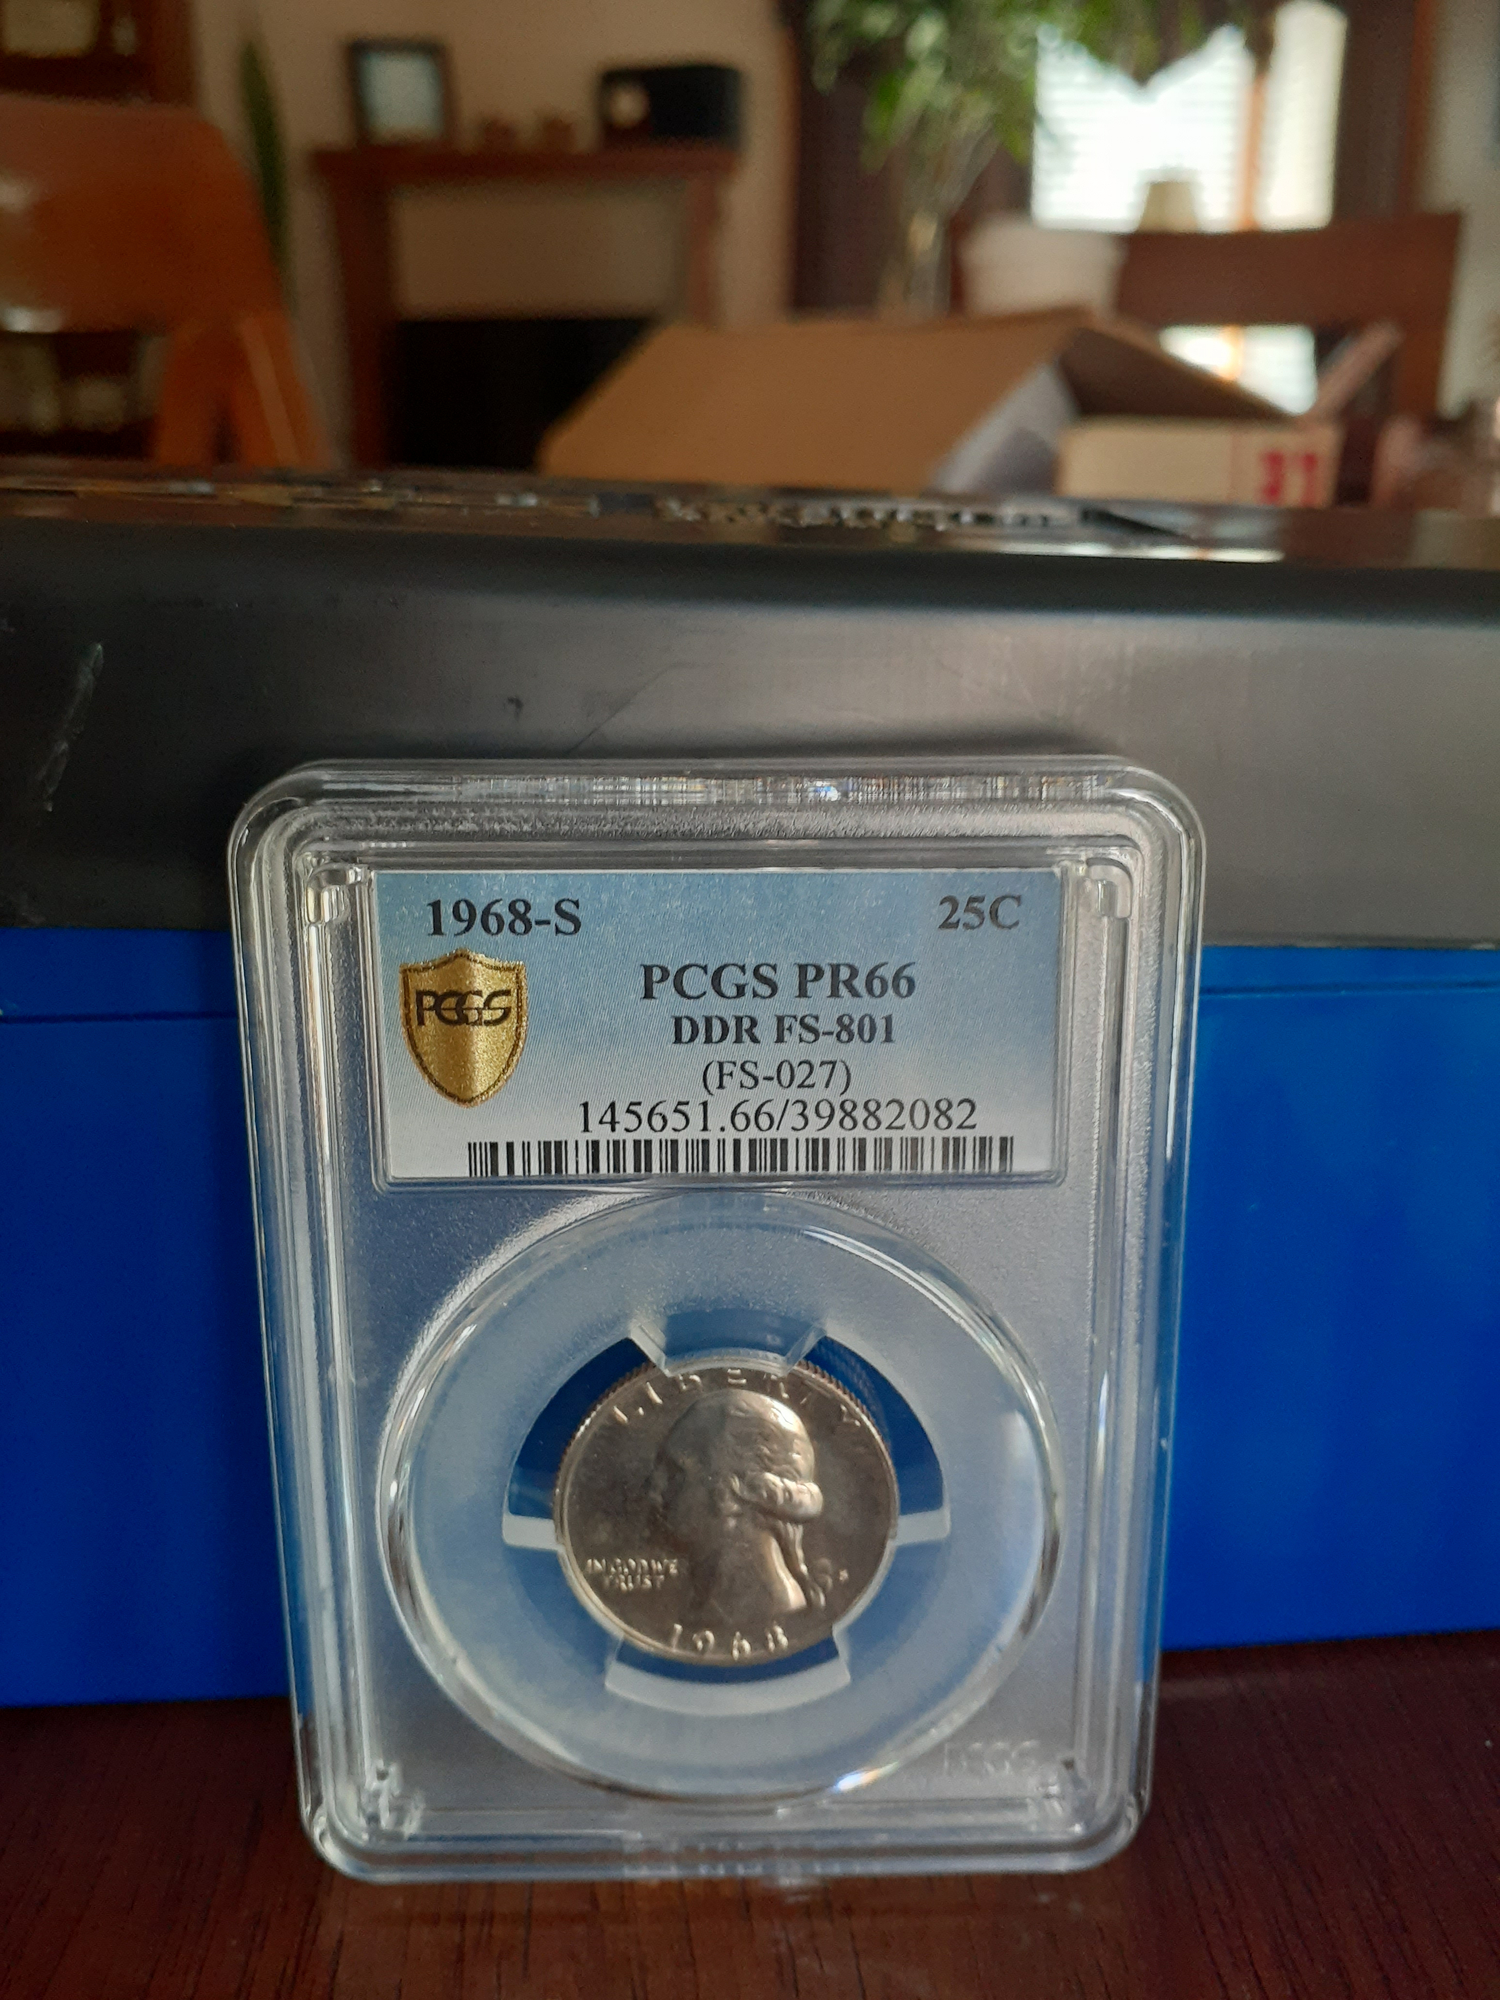 1968-S 25C
PCGS
PCGS PR66
DDR FS-801
(FS-027)
145651.66/39882082
LIBERTY
IN GOD WE
TRUST
S
1968
PCGS